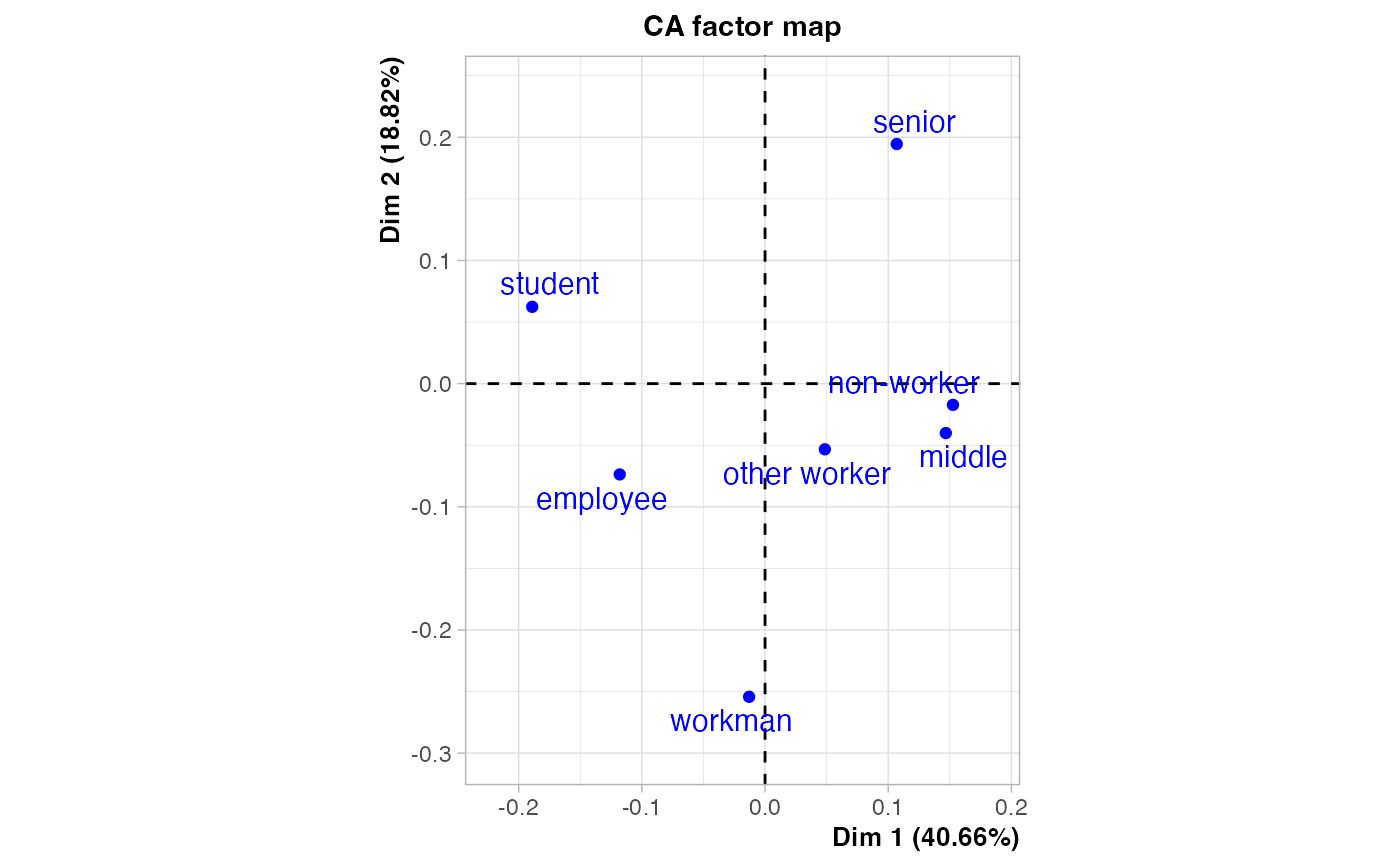 CA factor map
Dim 2 (18.82%)
0.2
0.1
0.0
-0.1
-0.2
-0.3
senior
student
non-worker
middle
other worker
employee
workman
-0.2
-0.1
0.0
0.1
0.2
Dim 1 (40.66%)